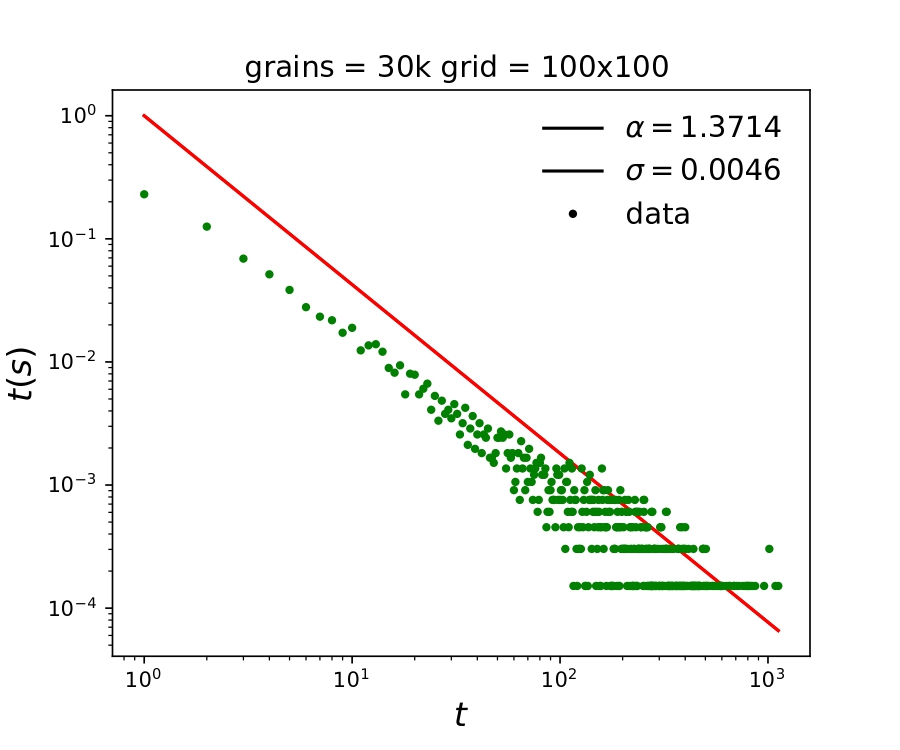 grains = 30k grid = 100x100
α = 1.3714
σ = 0.0046
data
10⁰
10⁻¹
10⁻²
10⁻³
10⁻⁴
t(s)
10⁰ 10¹ 10² 10³
t